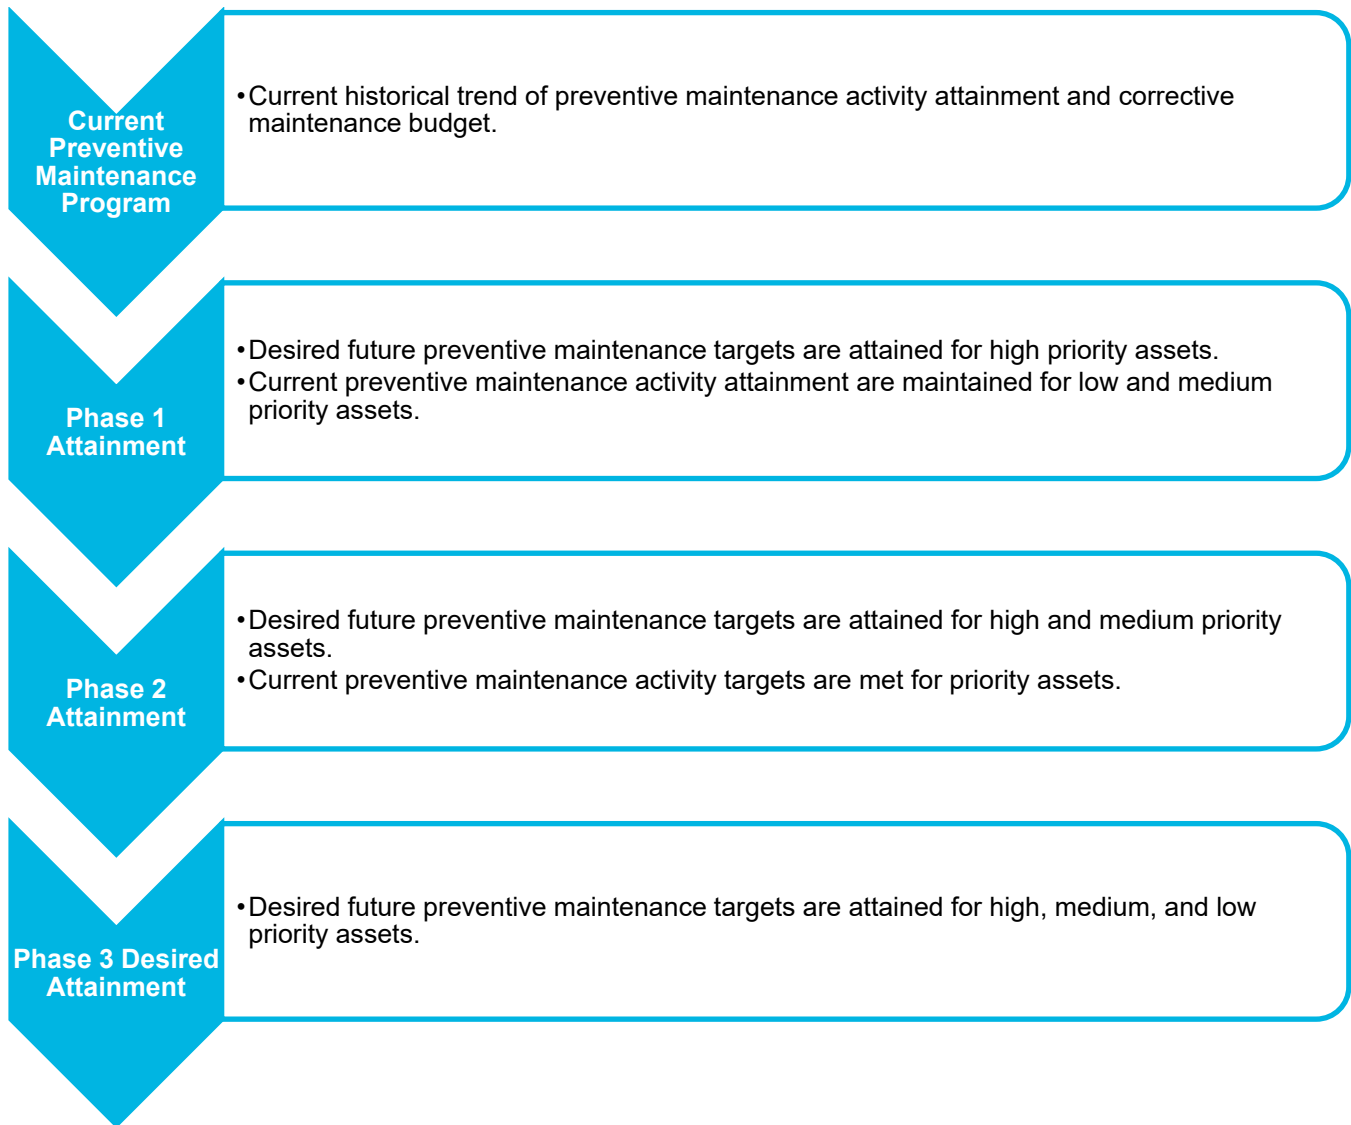 Current
Preventive
Maintenance
Program
•Current historical trend of preventive maintenance activity attainment and corrective
maintenance budget.
Phase 1
Attainment
•Desired future preventive maintenance targets are attained for high priority assets.
•Current preventive maintenance activity attainment are maintained for low and medium
priority assets.
Phase 2
Attainment
•Desired future preventive maintenance targets are attained for high and medium priority
assets.
•Current preventive maintenance activity targets are met for priority assets.
Phase 3 Desired
Attainment
•Desired future preventive maintenance targets are attained for high, medium, and low
priority assets.